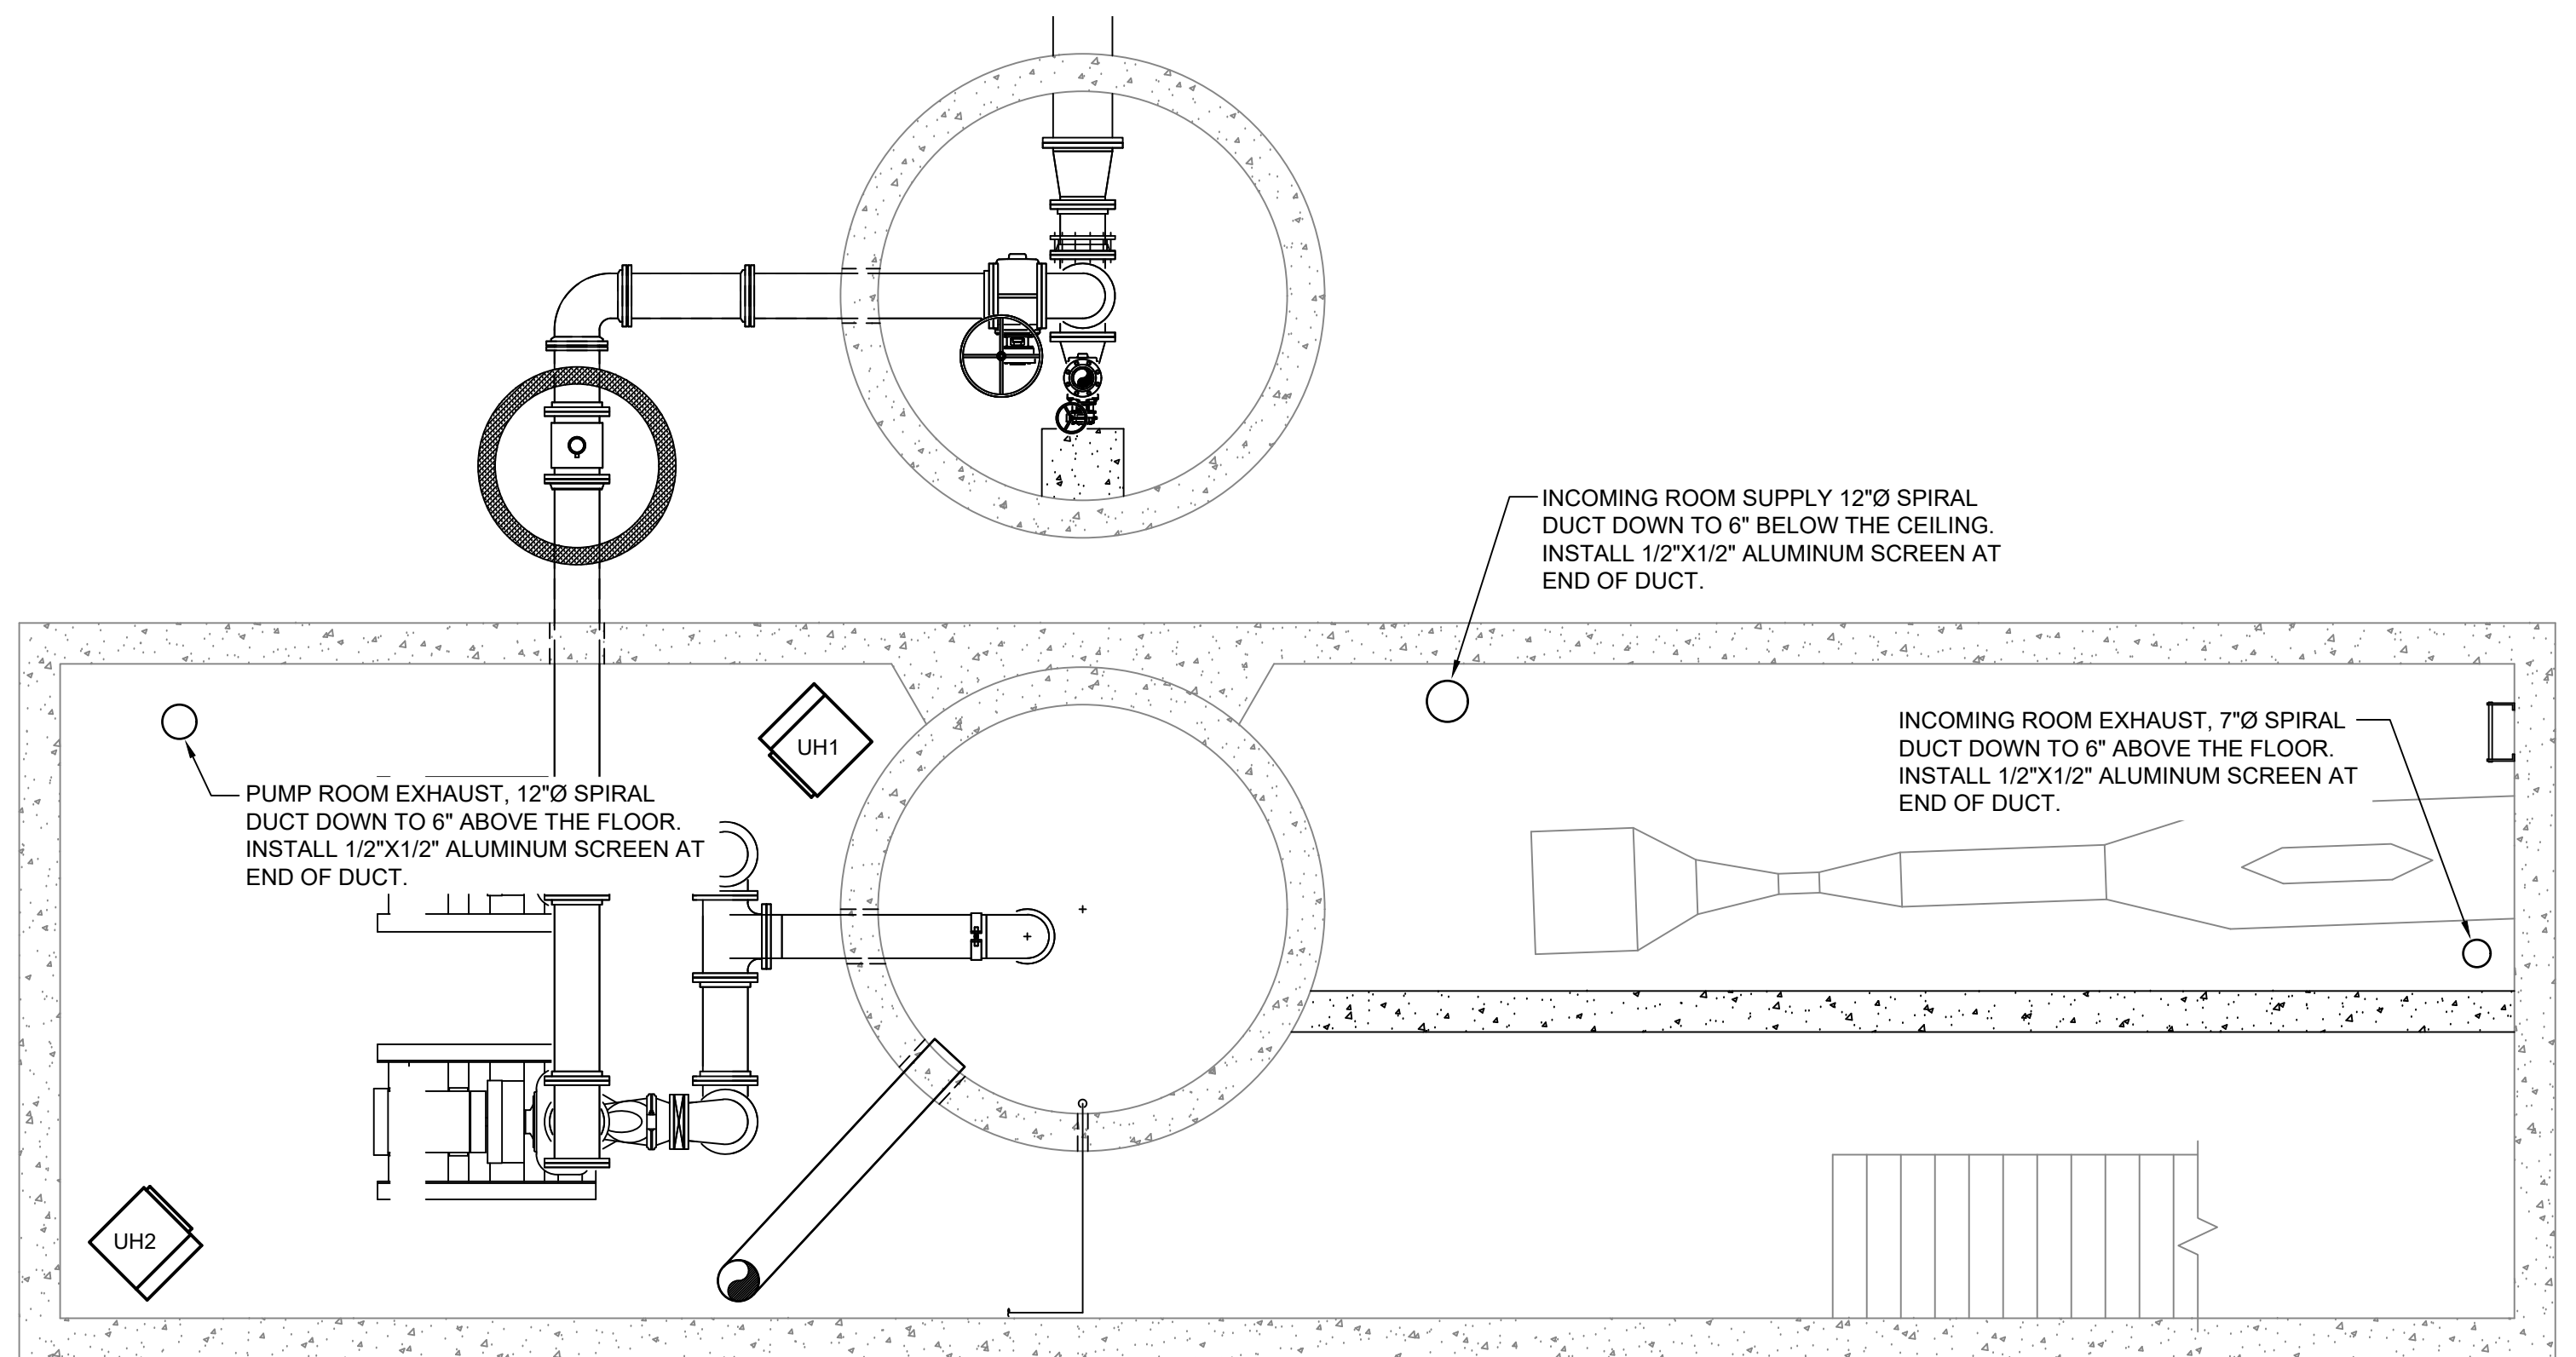 INCOMING ROOM SUPPLY 12"Ø SPIRAL
DUCT DOWN TO 6" BELOW THE CEILING.
INSTALL 1/2"X1/2" ALUMINUM SCREEN AT
END OF DUCT.
INCOMING ROOM EXHAUST, 7"Ø SPIRAL
DUCT DOWN TO 6" ABOVE THE FLOOR.
INSTALL 1/2"X1/2" ALUMINUM SCREEN AT
END OF DUCT.
UH1
PUMP ROOM EXHAUST, 12"Ø SPIRAL
DUCT DOWN TO 6" ABOVE THE FLOOR.
INSTALL 1/2"X1/2" ALUMINUM SCREEN AT
END OF DUCT.
UH2